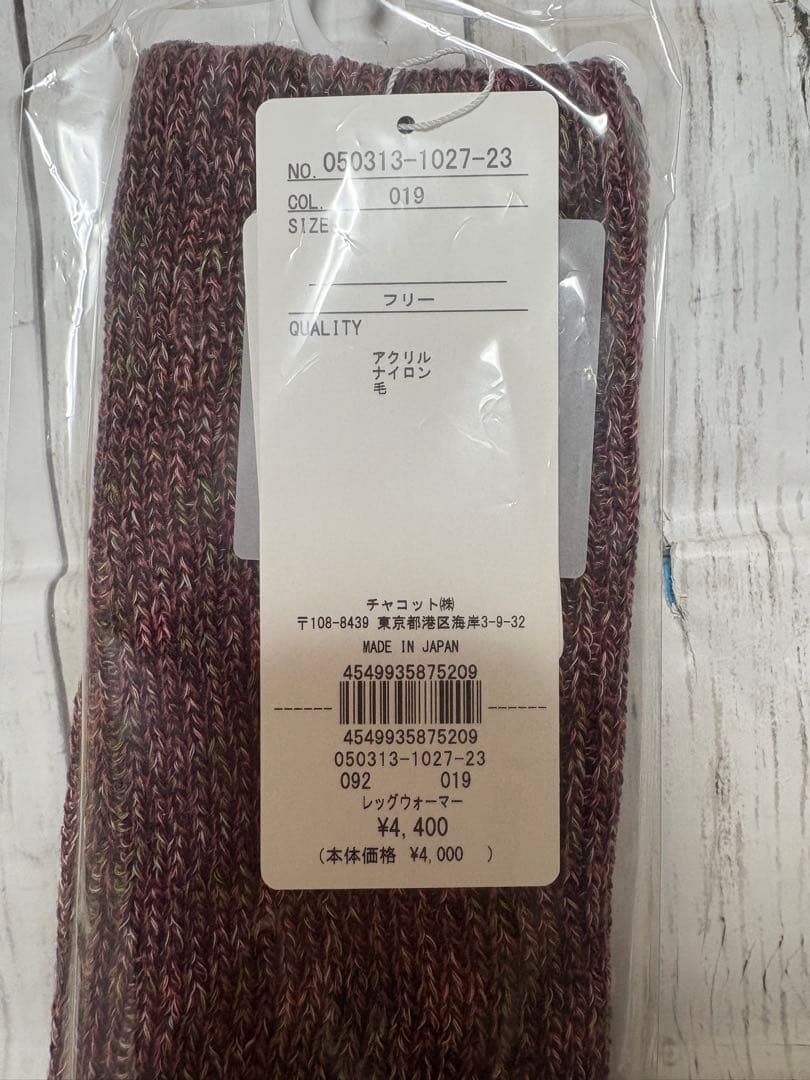 NO. 050313-1027-23
COL. 019
SIZE
フリー
QUALITY
アクリル
ナイロン
毛
チャコット㈱
〒108-8439 東京都港区海岸3-9-32
MADE IN JAPAN
4549935875209
4549935875209
050313-1027-23
092 019
レッグウォーマー
¥4,400
(本体価格 ¥4,000 )